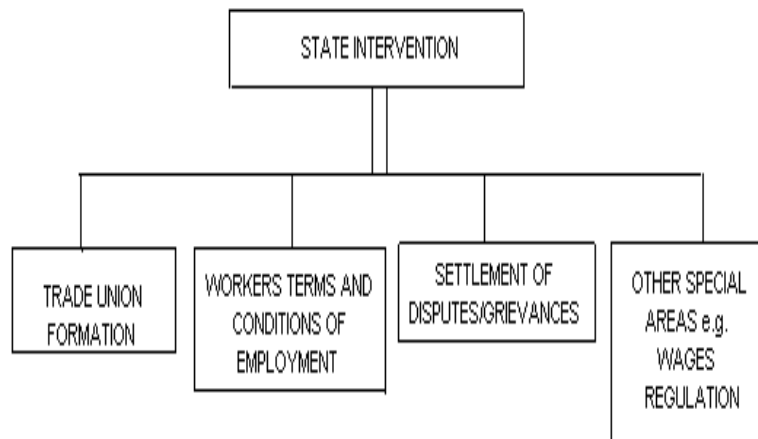 STATE INTERVENTION
TRADE UNION
FORMATION
WORKERS TERMS AND
CONDITIONS OF
EMPLOYMENT
SETTLEMENT OF
DISPUTES/GRIEVANCES
OTHER SPECIAL
AREAS e.g.
WAGES
REGULATION